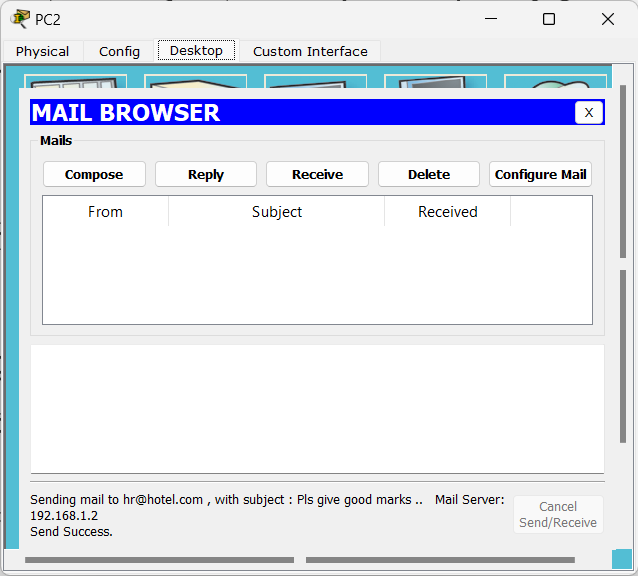 PC2
Physical Config Desktop Custom Interface
MAIL BROWSER X
Mails
Compose Reply Receive Delete Configure Mail
From Subject Received
Sending mail to hr@hotel.com , with subject : Pls give good marks .. Mail Server:
192.168.1.2
Send Success.
Cancel
Send/Receive